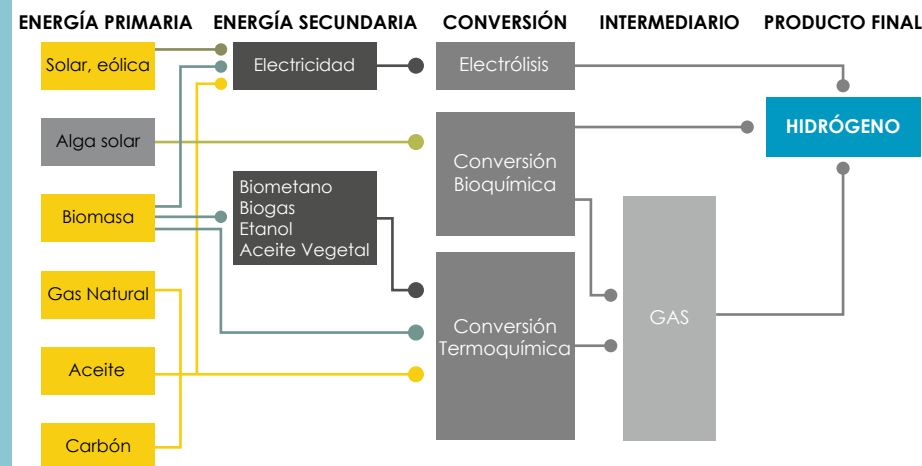 ENERGÍA PRIMARIA
ENERGÍA SECUNDARIA
CONVERSIÓN
INTERMEDIARIO
PRODUCTO FINAL
Solar, eólica
Electricidad
Electrólisis
HIDRÓGENO
Alga solar
Conversión
Bioquímica
Biometano
Biogas
Etanol
Aceite Vegetal
Biomasa
Gas Natural
GAS
Conversión
Termoquímica
Aceite
Carbón